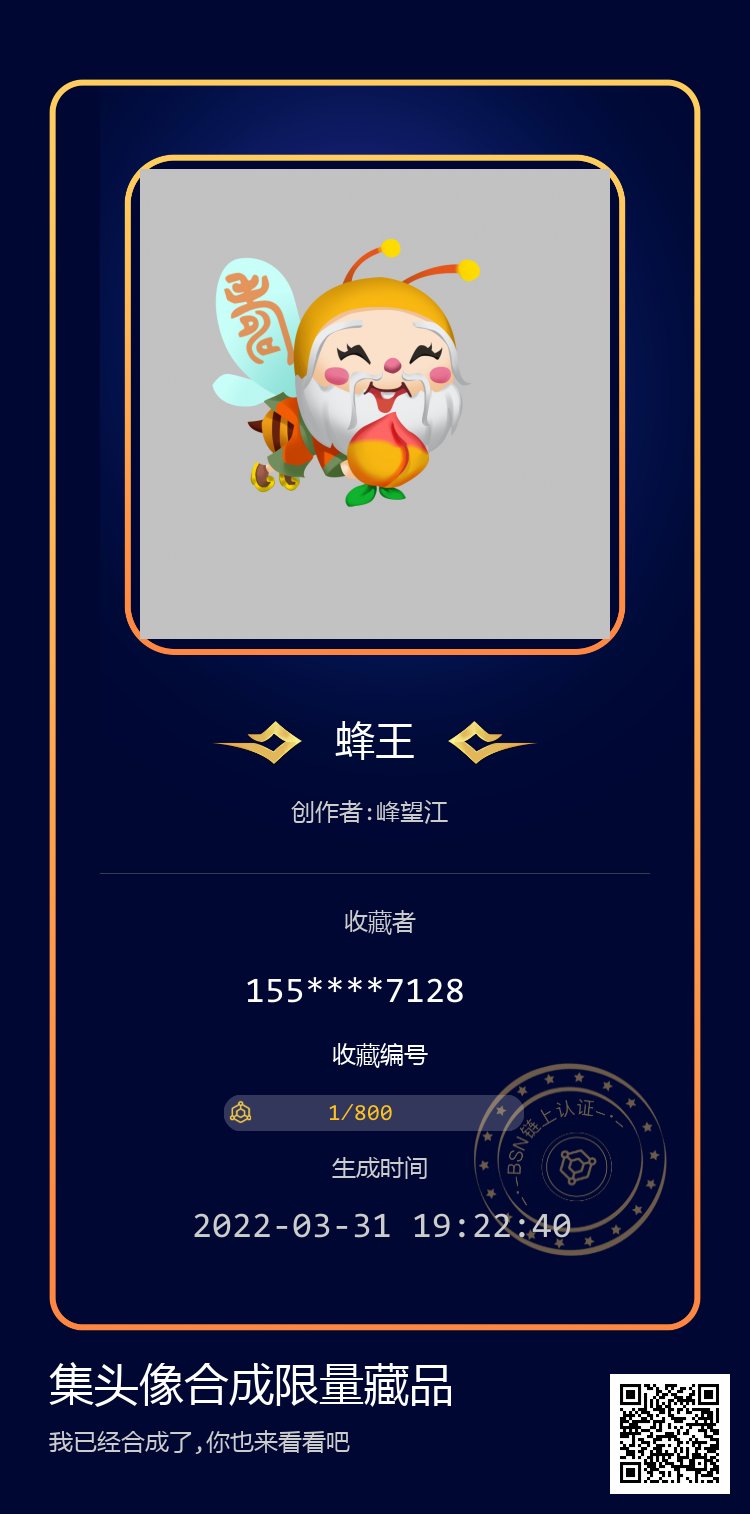 寿
蜂王
创作者:峰望江
收藏者
155****7128
收藏编号
1/800
BSN链上认证
生成时间
2022-03-31 19:22:40
集头像合成限量藏品
我已经合成了,你也来看看吧